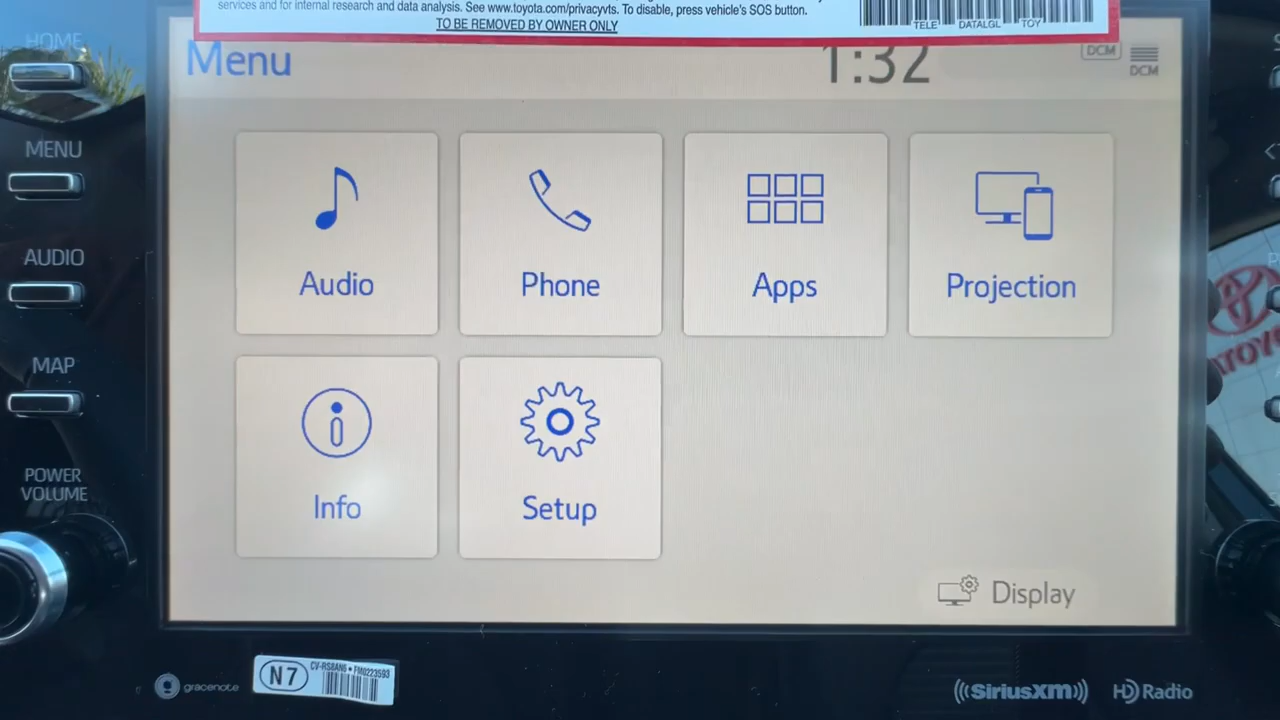 services and for internal research and data analysis. See www.toyota.com/privacyvts. To disable, press vehicle's SOS button.
TO BE REMOVED BY OWNER ONLY
TELE DATALGL TOY
HOME
Menu
1:32
DCM
DCM
MENU
AUDIO
MAP
POWER
VOLUME
Audio
Phone
Apps
Projection
Info
Setup
Display
TOYOTA
gracenote
N7
CV-RS8AN6 • FM0223593
SiriusXM
HD Radio